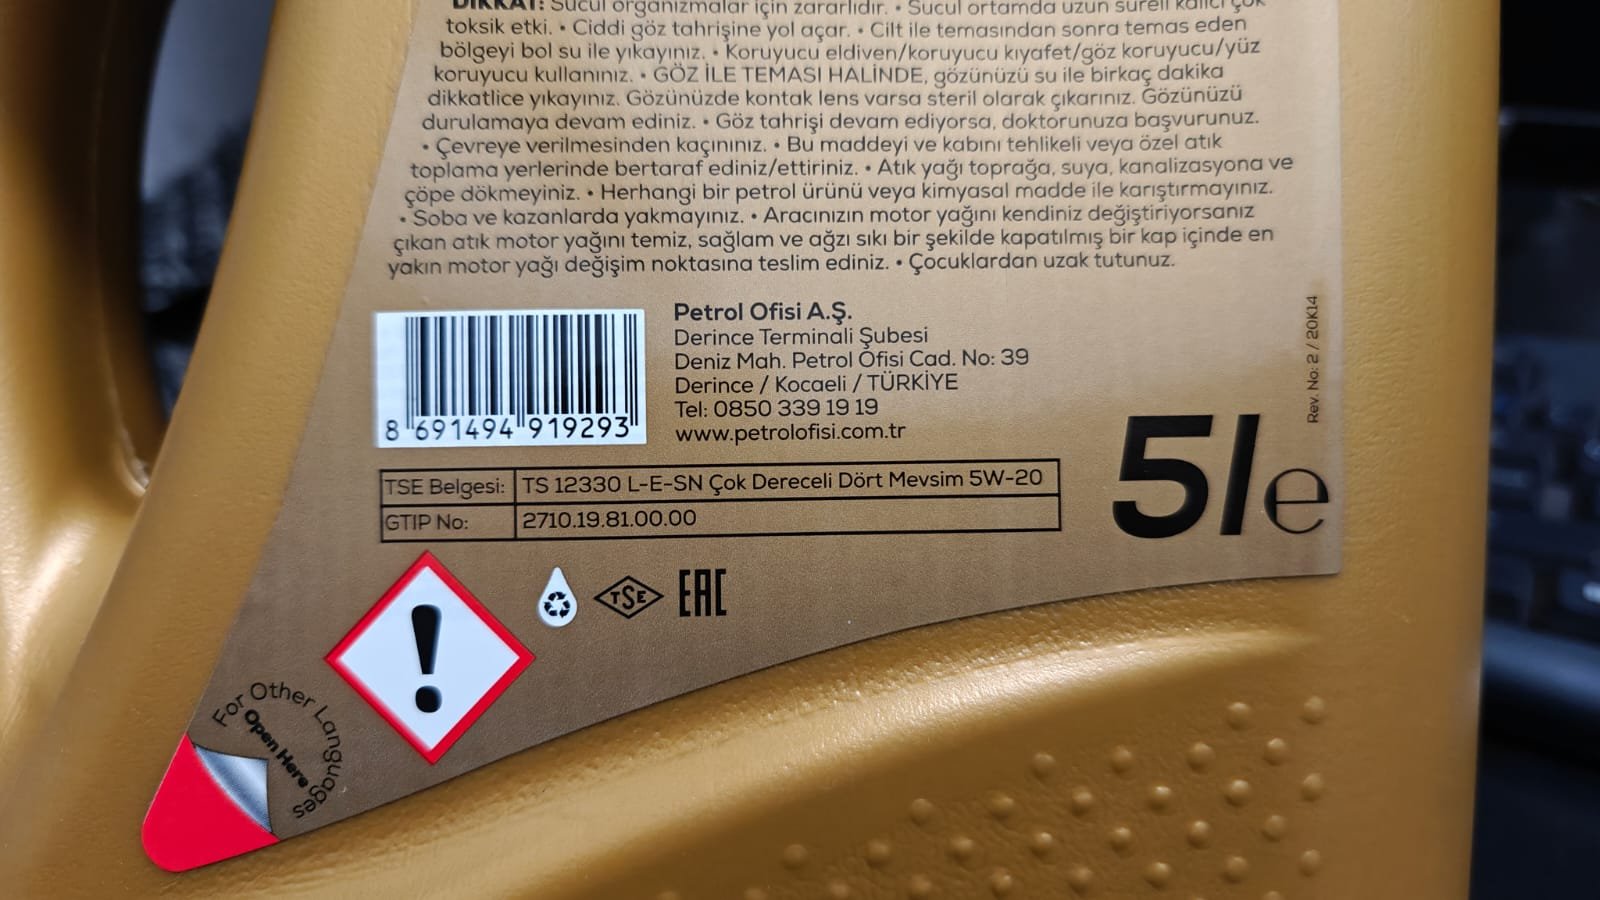 DİKKAT: Sucul organizmalar için zararlıdır. • Sucul ortamda uzun süreli kalıcı çok
toksik etki. • Ciddi göz tahrişine yol açar. • Cilt ile temasından sonra temas eden
bölgeyi bol su ile yıkayınız. • Koruyucu eldiven/koruyucu kıyafet/göz koruyucu/yüz
koruyucu kullanınız. • GÖZ İLE TEMASI HALİNDE, gözünüzü su ile birkaç dakika
dikkatlice yıkayınız. Gözünüzde kontak lens varsa steril olarak çıkarınız. Gözünüzü
durulamaya devam ediniz. • Göz tahrişi devam ediyorsa, doktorunuza başvurunuz.
• Çevreye verilmesinden kaçınınız. • Bu maddeyi ve kabını tehlikeli veya özel atık
toplama yerlerinde bertaraf ediniz/ettiriniz. • Atık yağı toprağa, suya, kanalizasyona ve
çöpe dökmeyiniz. • Herhangi bir petrol ürünü veya kimyasal madde ile karıştırmayınız.
• Soba ve kazanlarda yakmayınız. • Aracınızın motor yağını kendiniz değiştiriyorsanız
çıkan atık motor yağını temiz, sağlam ve ağzı sıkı bir şekilde kapatılmış bir kap içinde en
yakın motor yağı değişim noktasına teslim ediniz. • Çocuklardan uzak tutunuz.
Petrol Ofisi A.Ş.
Derince Terminali Şubesi
Deniz Mah. Petrol Ofisi Cad. No: 39
Derince / Kocaeli / TÜRKİYE
Tel: 0850 339 19 19
www.petrolofisi.com.tr
8 691494 919293
Rev. No: 2 / 20K14
TSE Belgesi: TS 12330 L-E-SN Çok Dereceli Dört Mevsim 5W-20
GTIP No: 2710.19.81.00.00
5l e
TSE EAC
For Other Languages
Open Here